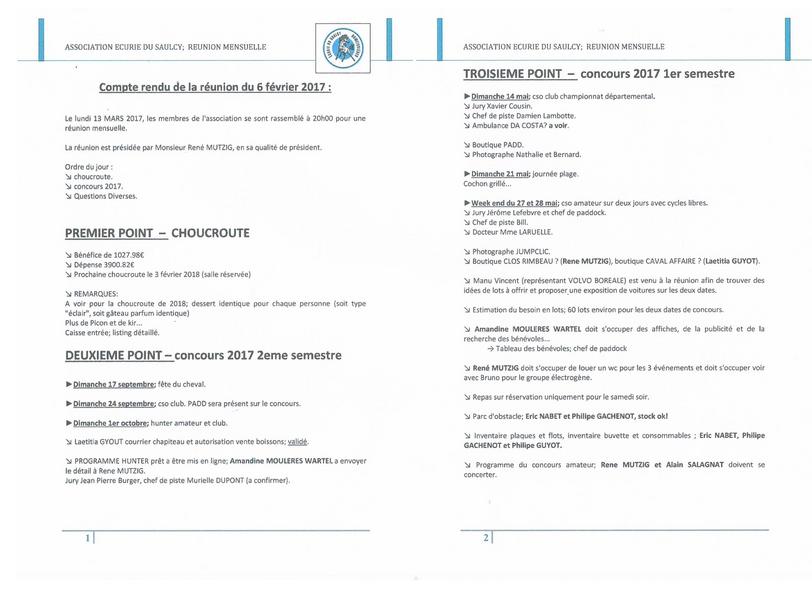 ASSOCIATION ECURIE DU SAULCY; REUNION MENSUELLE
Compte rendu de la réunion du 6 février 2017 :
Le lundi 13 MARS 2017, les membres de l'association se sont rassemblé à 20h00 pour une
réunion mensuelle.
La réunion est présidée par Monsieur René MUTZIG, en sa qualité de président.
Ordre du jour :
⇘ choucroute.
⇘ concours 2017.
⇘ Questions Diverses.
PREMIER POINT – CHOUCROUTE
⇘ Bénéfice de 1027.98€
⇘ Dépense 3900.82€
⇘ Prochaine choucroute le 3 février 2018 (salle réservée)
⇘ REMARQUES:
A voir pour la choucroute de 2018; dessert identique pour chaque personne (soit type
"éclair", soit gâteau parfum identique)
Plus de Picon et de kir...
Caisse entrée; listing détaillé.
DEUXIEME POINT – concours 2017 2eme semestre
►Dimanche 17 septembre; fête du cheval.
►Dimanche 24 septembre; cso club. PADD sera présent sur le concours.
►Dimanche 1er octobre; hunter amateur et club.
⇘ Laetitia GYOUT courrier chapiteau et autorisation vente boissons; validé.
⇘ PROGRAMME HUNTER prêt a être mis en ligne; Amandine MOULERES WARTEL a envoyer
le détail à Rene MUTZIG.
Jury Jean Pierre Burger, chef de piste Murielle DUPONT (a confirmer).
1
ASSOCIATION ECURIE DU SAULCY; REUNION MENSUELLE
TROISIEME POINT – concours 2017 1er semestre
►Dimanche 14 mai; cso club championnat départemental.
⇘ Jury Xavier Cousin.
⇘ Chef de piste Damien Lambotte.
⇘ Ambulance DA COSTA? a voir.
⇘ Boutique PADD.
⇘ Photographe Nathalie et Bernard.
►Dimanche 21 mai; journée plage.
Cochon grillé...
►Week end du 27 et 28 mai; cso amateur sur deux jours avec cycles libres.
⇘ Jury Jérôme Lefebvre et chef de paddock.
⇘ Chef de piste Bill.
⇘ Docteur Mme LARUELLE.
⇘ Photographe JUMPCLIC.
⇘ Boutique CLOS RIMBEAU ? (Rene MUTZIG), boutique CAVAL AFFAIRE ? (Laetitia GUYOT).
⇘ Manu Vincent (représentant VOLVO BOREALE) est venu à la réunion afin de trouver des
idées de lots à offrir et proposer une exposition de voitures sur les deux dates.
⇘ Estimation du besoin en lots; 60 lots environ pour les deux dates de concours.
⇘ Amandine MOULERES WARTEL doit s'occuper des affiches, de la publicité et de la
recherche des bénévoles...
→ Tableau des bénévoles; chef de paddock
⇘ René MUTZIG doit s'occuper de louer un wc pour les 3 événements et doit s'occuper voir
avec Bruno pour le groupe électrogène.
⇘ Repas sur réservation uniquement pour le samedi soir.
⇘ Parc d'obstacle; Eric NABET et Philipe GACHENOT, stock ok!
⇘ Inventaire plaques et flots, inventaire buvette et consommables ; Eric NABET, Philipe
GACHENOT et Philipe GUYOT.
⇘ Programme du concours amateur; Rene MUTZIG et Alain SALAGNAT doivent se
concerter.
2